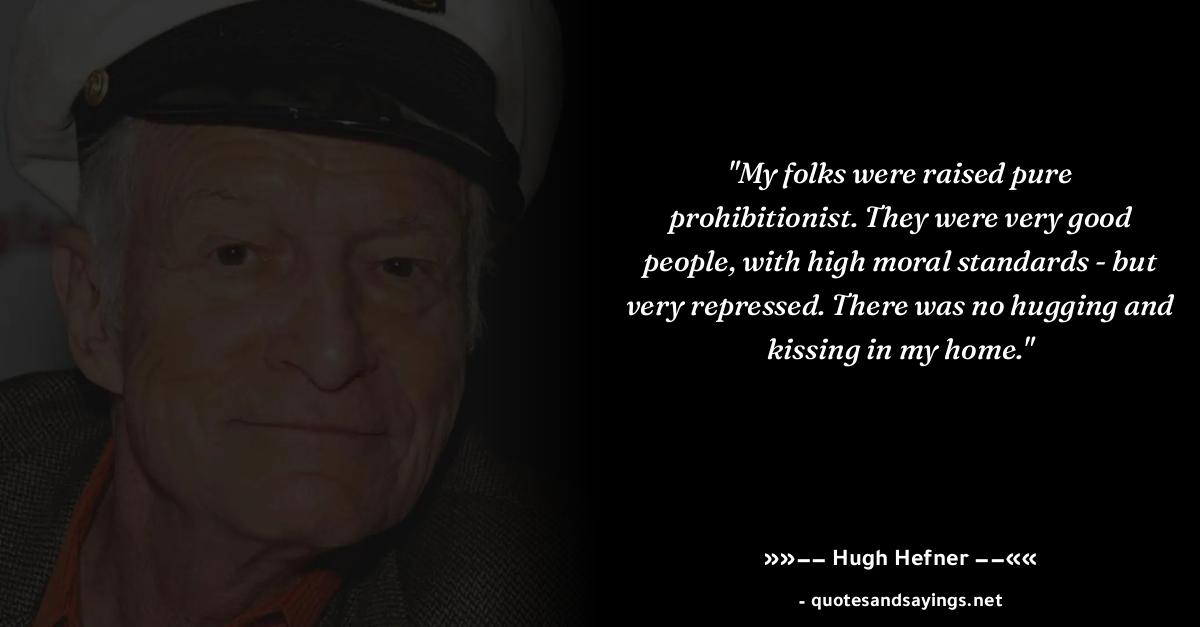 "My folks were raised pure
prohibitionist. They were very good
people, with high moral standards - but
very repressed. There was no hugging and
kissing in my home."
»»–– Hugh Hefner ––««
- quotesandsayings.net